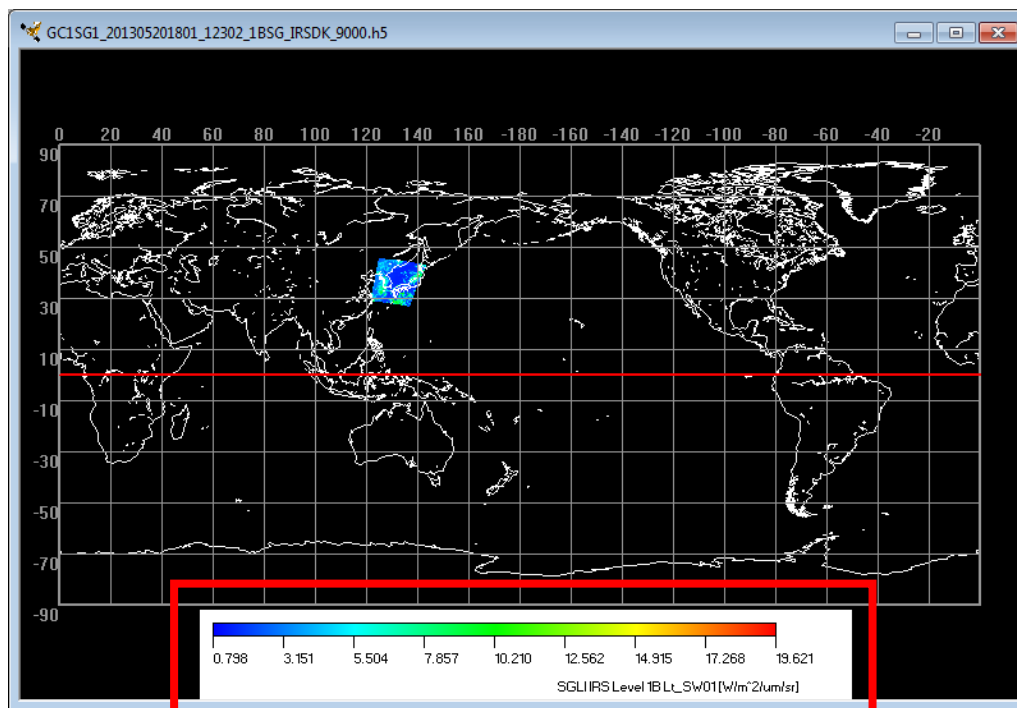 GC1SG1_201305201801_12302_1BSG_IRSDK_9000.h5
0 20 40 60 80 100 120 140 160 -180 -160 -140 -120 -100 -80 -60 -40 -20
90
70
50
30
10
-10
-30
-50
-70
-90
0.798 3.151 5.504 7.857 10.210 12.562 14.915 17.268 19.621
SGLI IRS Level 1B Lt_SW01[W/m^2/um/sr]